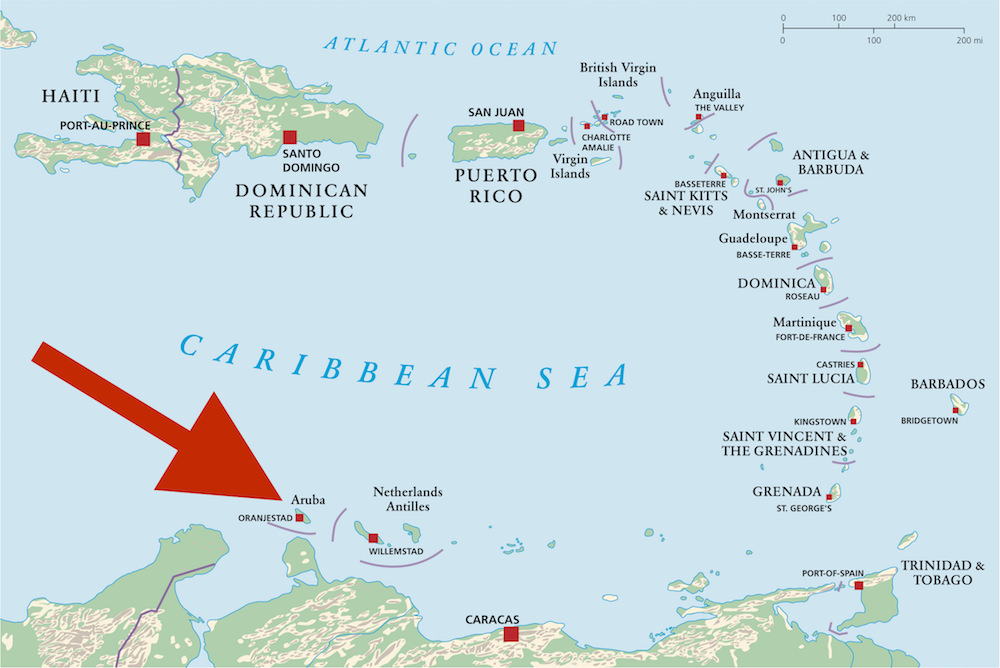 0 100 200 km
0 100 200 mi
ATLANTIC OCEAN
British Virgin
Islands
HAITI
PORT-AU-PRINCE
SANTO
DOMINGO
DOMINICAN
REPUBLIC
SAN JUAN
PUERTO
RICO
ROAD TOWN
CHARLOTTE
AMALIE
Virgin
Islands
Anguilla
THE VALLEY
ANTIGUA &
BARBUDA
ST. JOHN'S
BASSETERRE
SAINT KITTS
& NEVIS
Montserrat
Guadeloupe
BASSE-TERRE
DOMINICA
ROSEAU
Martinique
FORT-DE-FRANCE
CARIBBEAN SEA
CASTRIES
SAINT LUCIA
BARBADOS
BRIDGETOWN
KINGSTOWN
SAINT VINCENT &
THE GRENADINES
GRENADA
ST. GEORGE'S
Aruba
ORANJESTAD
Netherlands
Antilles
WILLEMSTAD
PORT-OF-SPAIN
TRINIDAD &
TOBAGO
CARACAS